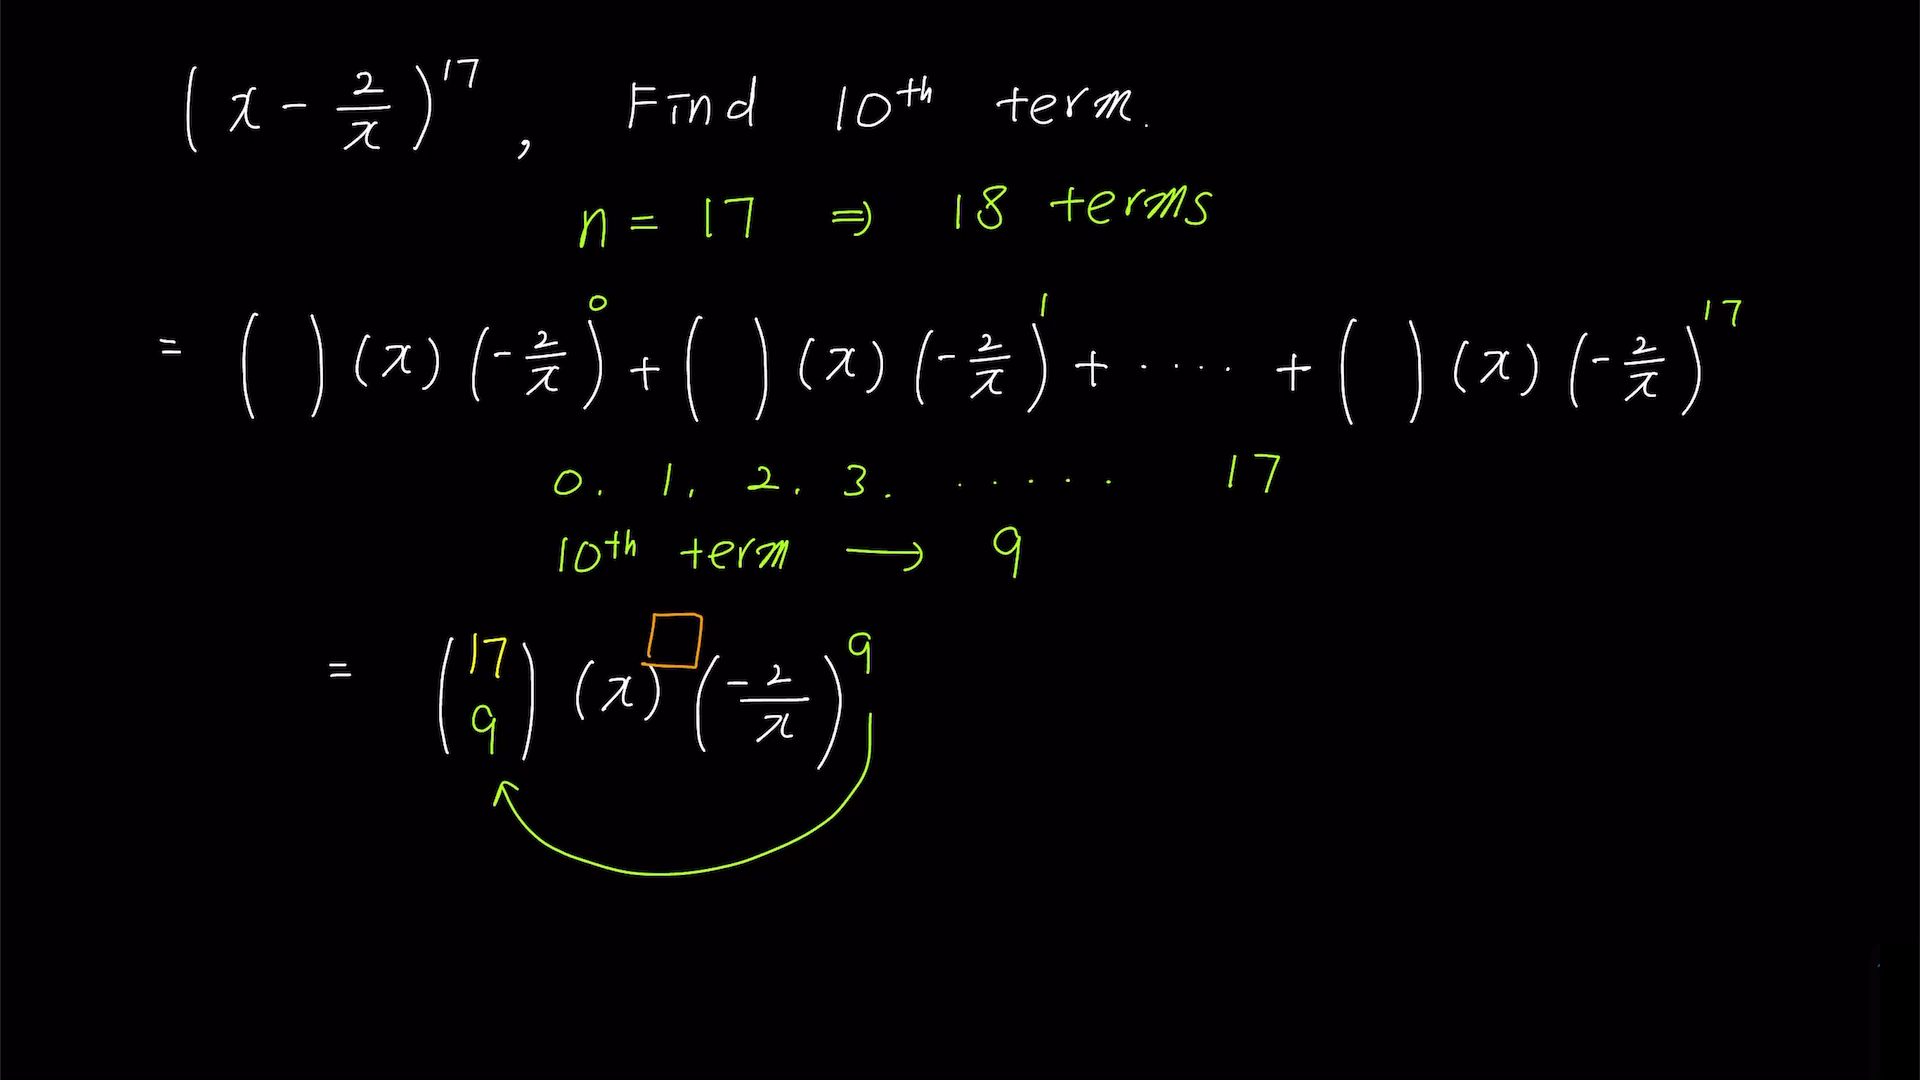 (x - 2/x)^17, Find 10th term.
n = 17 ⇒ 18 terms
= ( ) (x) (-2/x)^0 + ( ) (x) (-2/x)^1 + ····· + ( ) (x) (-2/x)^17
0. 1. 2. 3. ······ 17
10th term → 9
= (17 9) (x)^□ (-2/x)^9